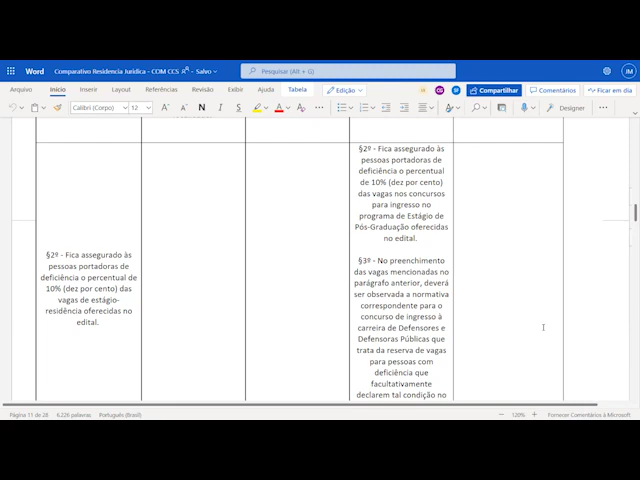 Word
Comparativo Residencia Juridica - COM CCS
- Salvo
Pesquisar (Alt + G)
JM
Arquivo
Início
Inserir
Layout
Referências
Revisão
Exibir
Ajuda
Tabela
Edição
Compartilhar
Comentários
Ficar em dia
Calibri (Corpo)
12
N
I
S
Designer
§2º - Fica assegurado às
pessoas portadoras de
deficiência o percentual de
10% (dez por cento) das
vagas de estágio-
residência oferecidas no
edital.
§2º - Fica assegurado às
pessoas portadoras de
deficiência o percentual
de 10% (dez por cento)
das vagas nos concursos
para ingresso no
programa de Estágio de
Pós-Graduação oferecidas
no edital.
§3º - No preenchimento
das vagas mencionadas no
parágrafo anterior, deverá
ser observada a normativa
correspondente para o
concurso de ingresso à
carreira de Defensores e
Defensoras Públicas que
trata da reserva de vagas
para pessoas com
deficiência que
facultativamente
declarem tal condição no
Página 11 de 28
6.226 palavras
Português (Brasil)
120%
Fornecer Comentários à Microsoft